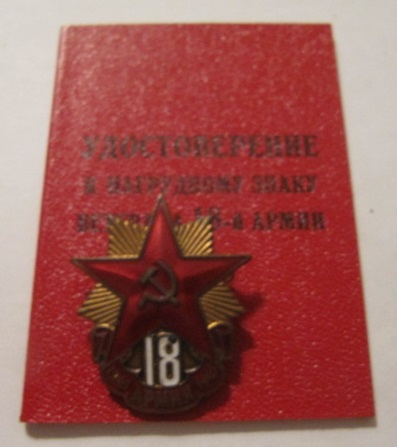 УДОСТОВЕРЕНИЕ
К НАГРУДНОМУ ЗНАКУ
18-й АРМИИ
18